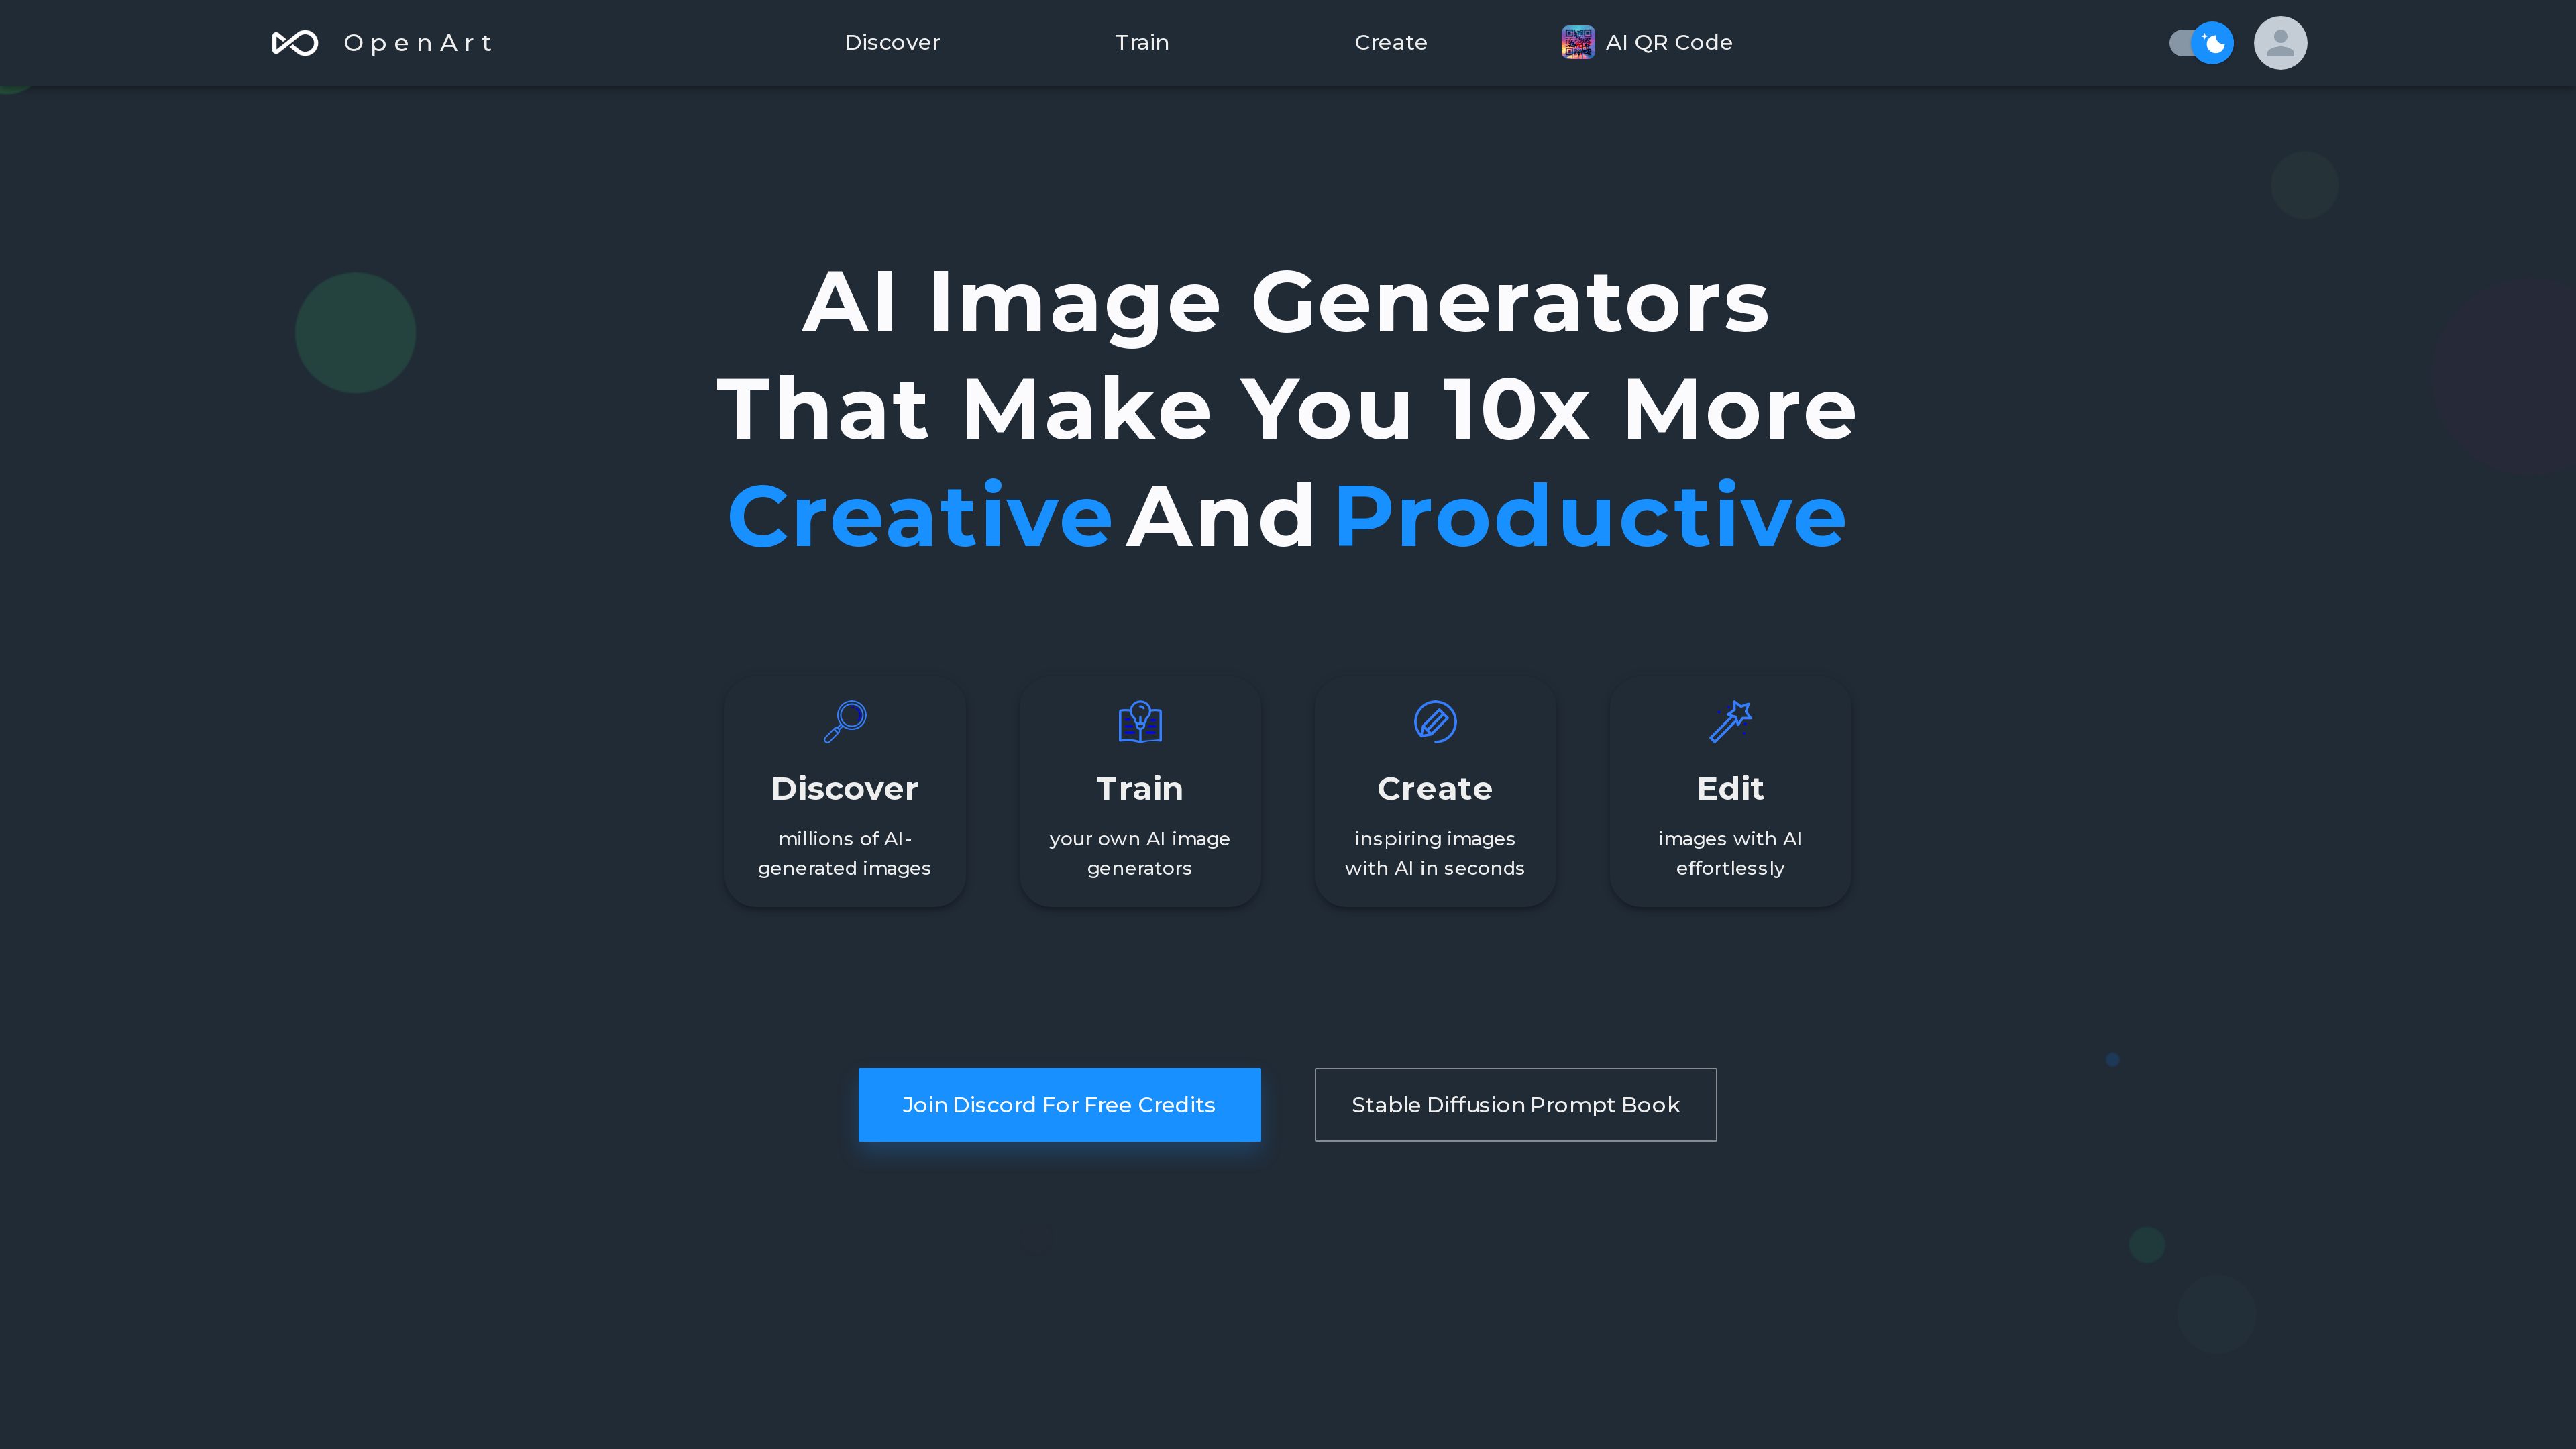 OpenArt
Discover
Train
Create
AI QR Code
AI Image Generators
That Make You 10x More
Creative And Productive
Discover
millions of AI-
generated images
Train
your own AI image
generators
Create
inspiring images
with AI in seconds
Edit
images with AI
effortlessly
Join Discord For Free Credits
Stable Diffusion Prompt Book